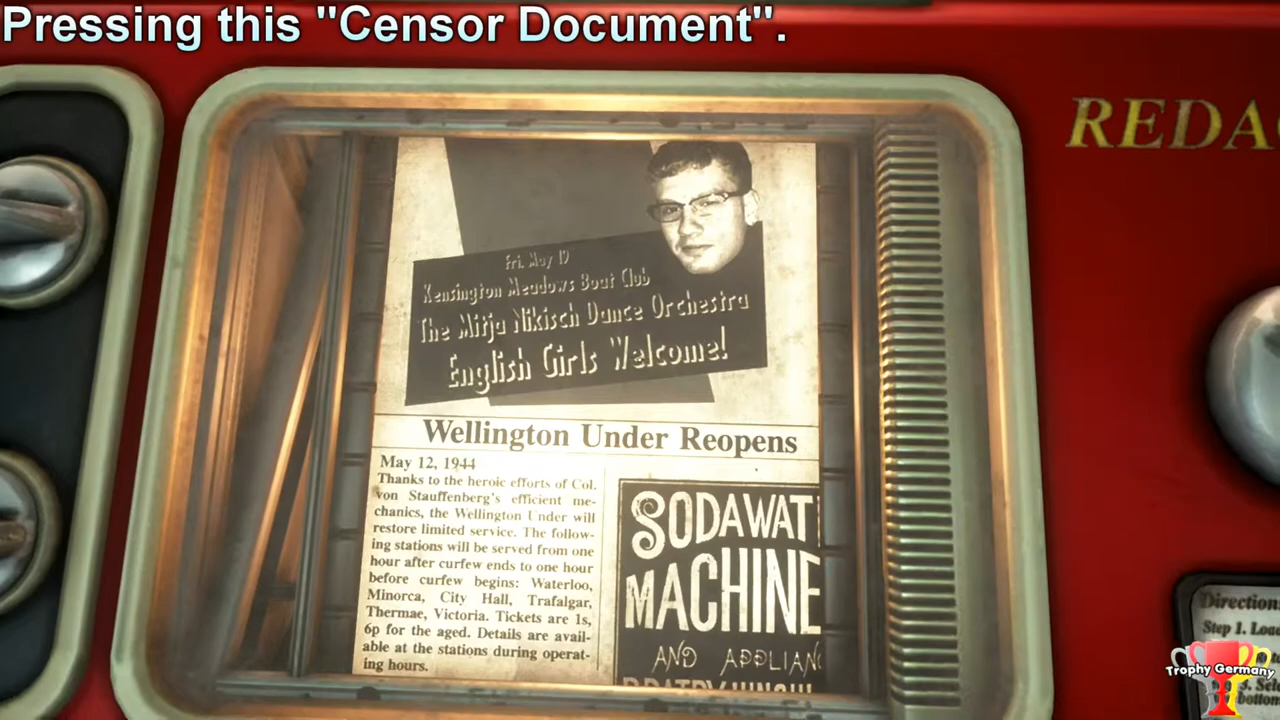 Pressing this "Censor Document".
REDA
Fri. May 19
Kensington Meadows Boat Club
The Mitja Nikisch Dance Orchestra
English Girls Welcome!
Wellington Under Reopens
May 12, 1944
Thanks to the heroic efforts of Col.
von Stauffenberg's efficient me-
chanics, the Wellington Under will
restore limited service. The follow-
ing stations will be served from one
hour after curfew ends to one hour
before curfew begins: Waterloo,
Minorca, City Hall, Trafalgar,
Thermae, Victoria. Tickets are 1s,
6p for the aged. Details are avail-
able at the stations during operat-
ing hours.
SODAWAT
MACHINE
AND APPLIAN
Direction
Step 1. Loa
Trophy Germany
botton